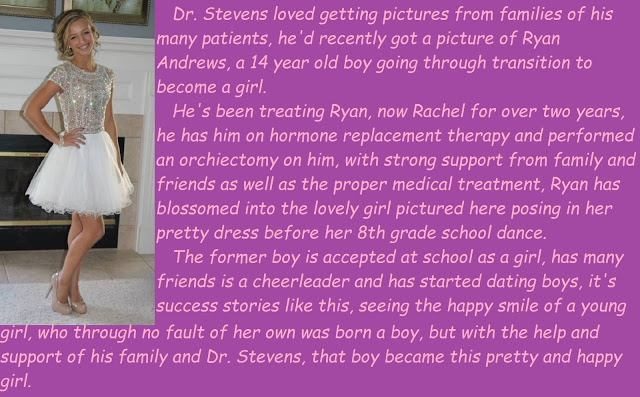 Dr. Stevens loved getting pictures from families of his
many patients, he'd recently got a picture of Ryan
Andrews, a 14 year old boy going through transition to
become a girl.
He's been treating Ryan, now Rachel for over two years,
he has him on hormone replacement therapy and performed
an orchiectomy on him, with strong support from family and
friends as well as the proper medical treatment, Ryan has
blossomed into the lovely girl pictured here posing in her
pretty dress before her 8th grade school dance.
The former boy is accepted at school as a girl, has many
friends is a cheerleader and has started dating boys, it's
success stories like this, seeing the happy smile of a young
girl, who through no fault of her own was born a boy, but with the help and
support of his family and Dr. Stevens, that boy became this pretty and happy
girl.